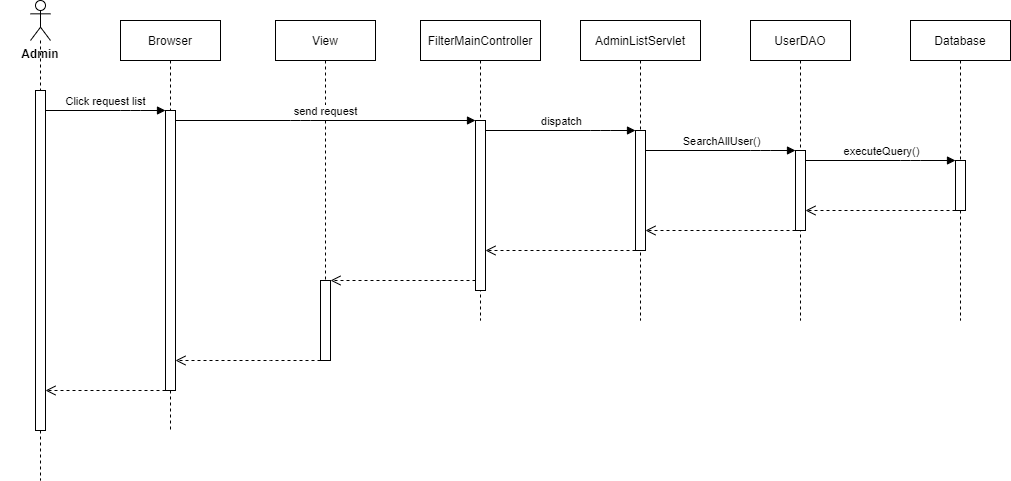 Admin
Browser
View
FilterMainController
AdminListServlet
UserDAO
Database
Click request list
send request
dispatch
SearchAllUser()
executeQuery()